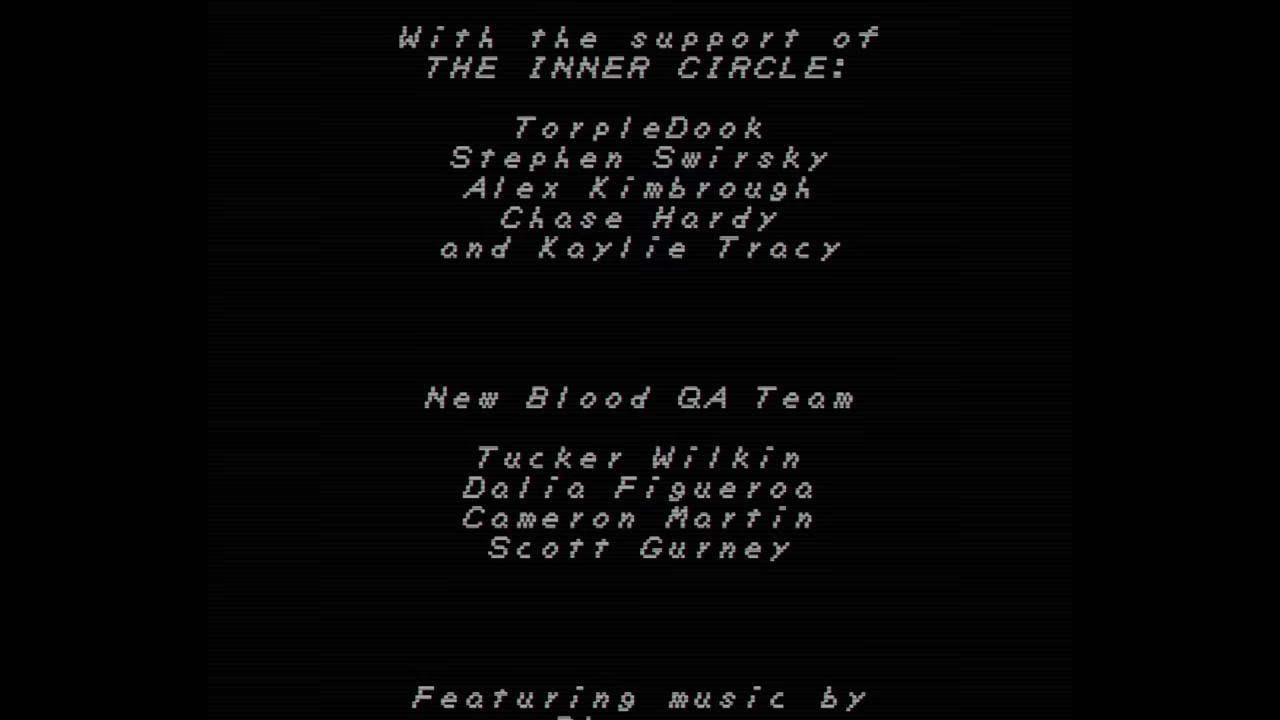 With the support of
THE INNER CIRCLE:
TorpleDook
Stephen Swirsky
Alex Kimbrough
Chase Hardy
and Kaylie Tracy
New Blood QA Team
Tucker Wilkin
Dalia Figueroa
Cameron Martin
Scott Gurney
Featuring music by